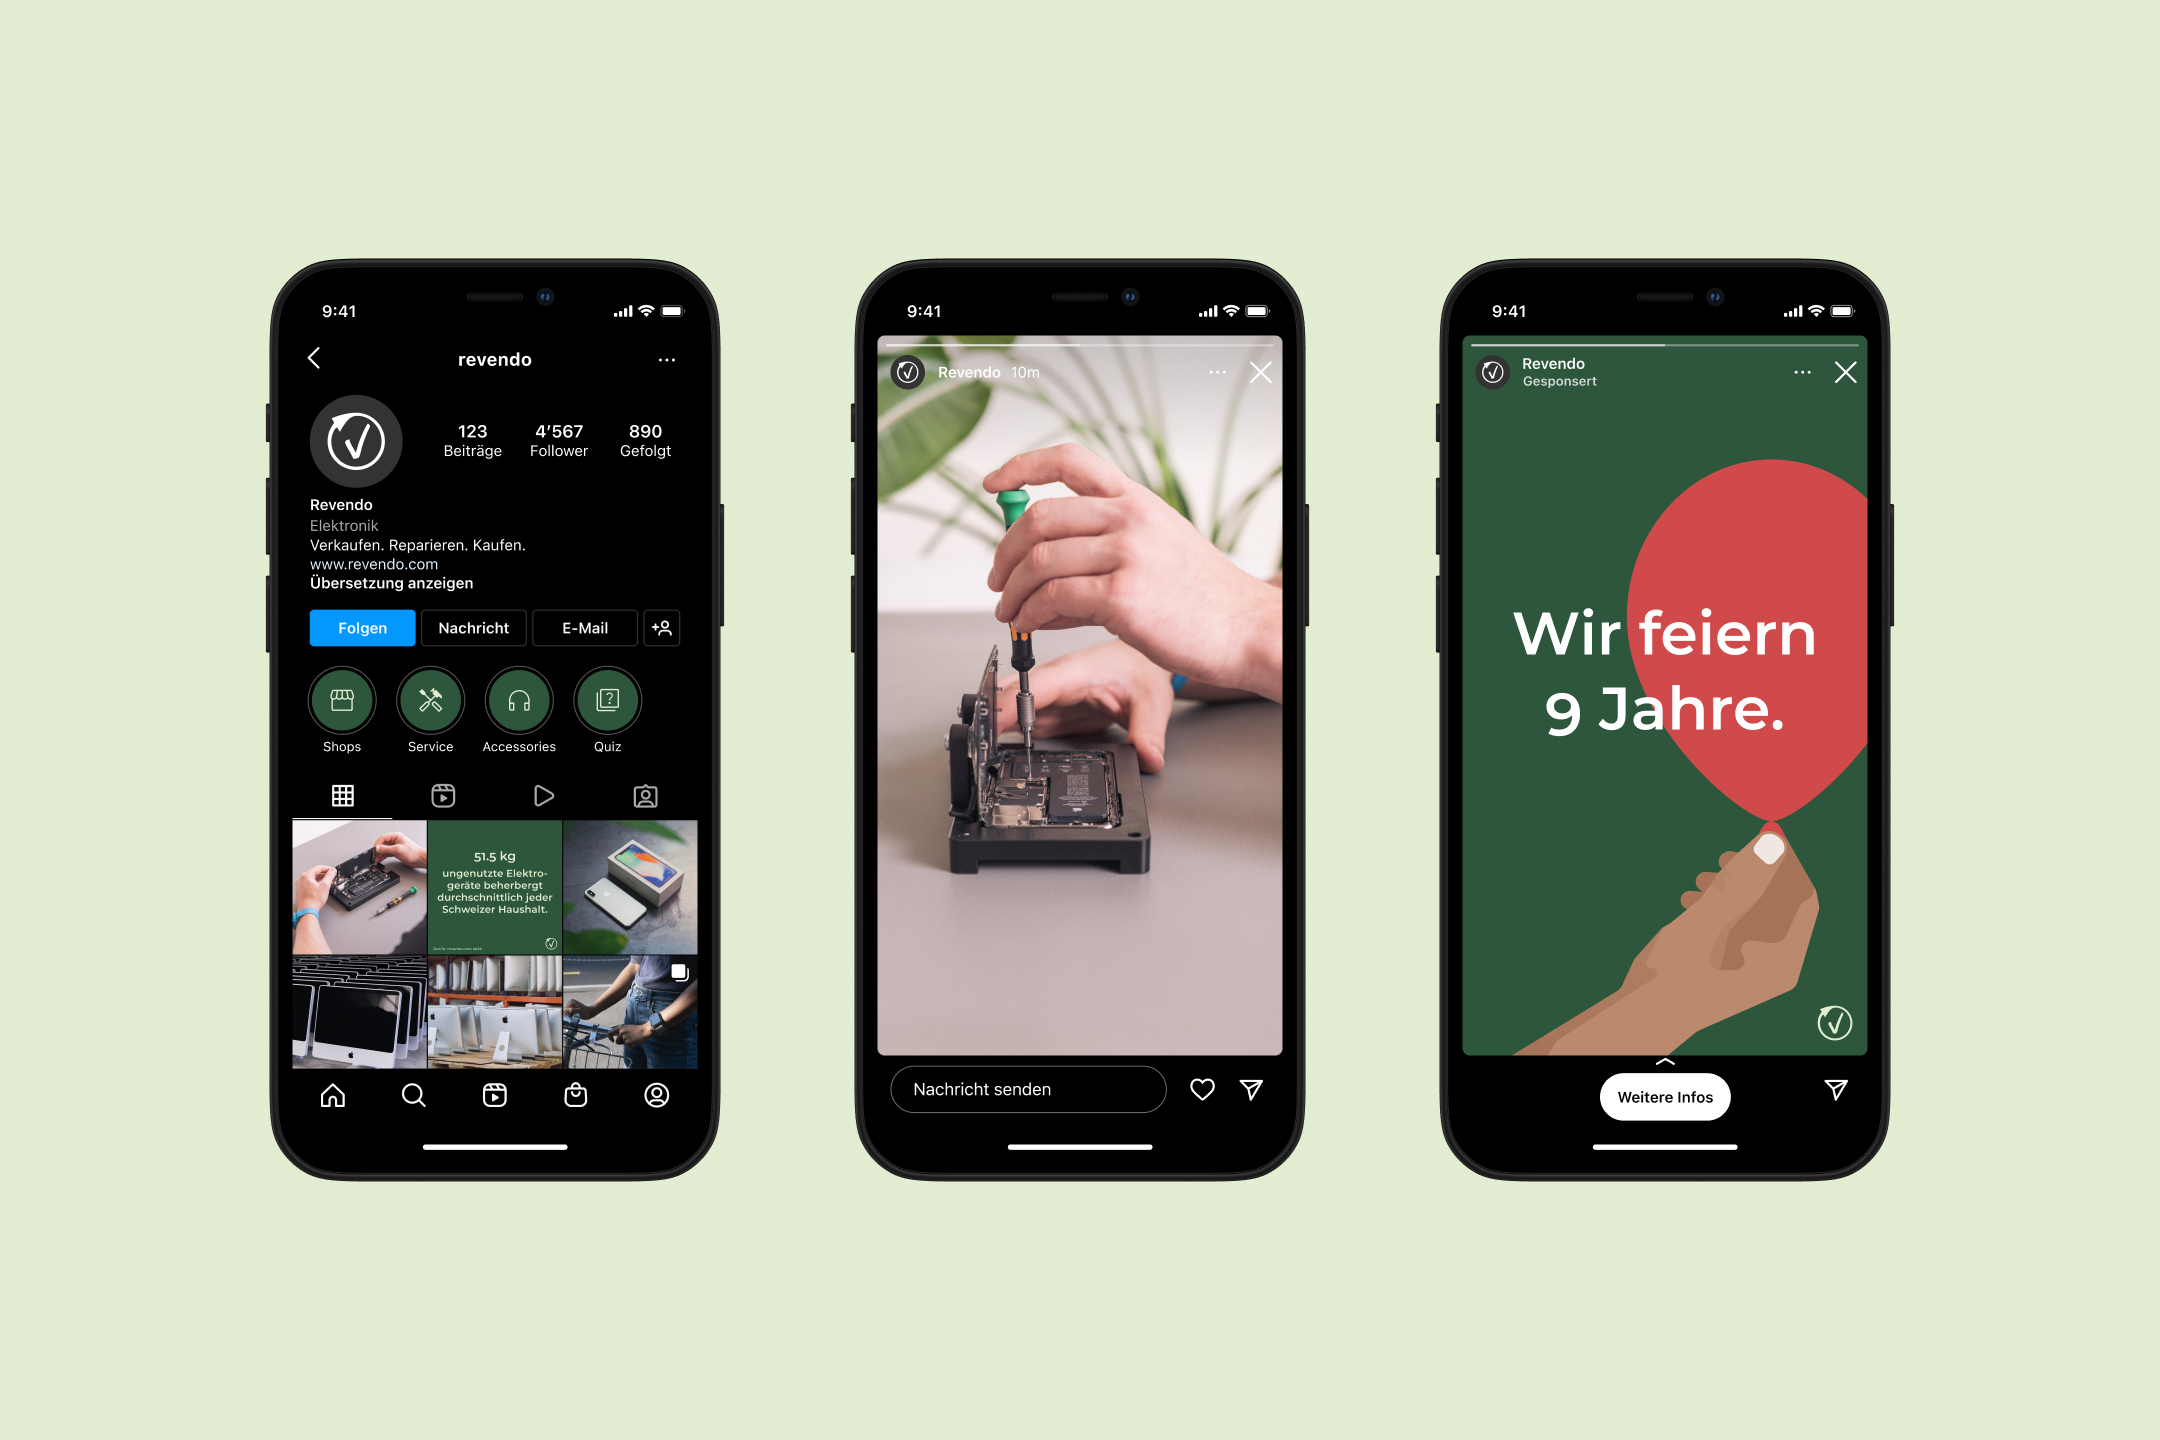 9:41
revendo
123
4’567
890
Beiträge
Follower
Gefolgt
Revendo
Elektronik
Verkaufen. Reparieren. Kaufen.
www.revendo.com
Übersetzung anzeigen
Folgen
Nachricht
E-Mail
Shops
Service
Accessories
Quiz
51.5 kg
ungenutzte Elektro-
geräte beherbergt
durchschnittlich jeder
Schweizer Haushalt.
9:41
Revendo 10m
Nachricht senden
9:41
Revendo
Gesponsert
Wir feiern
9 Jahre.
Weitere Infos